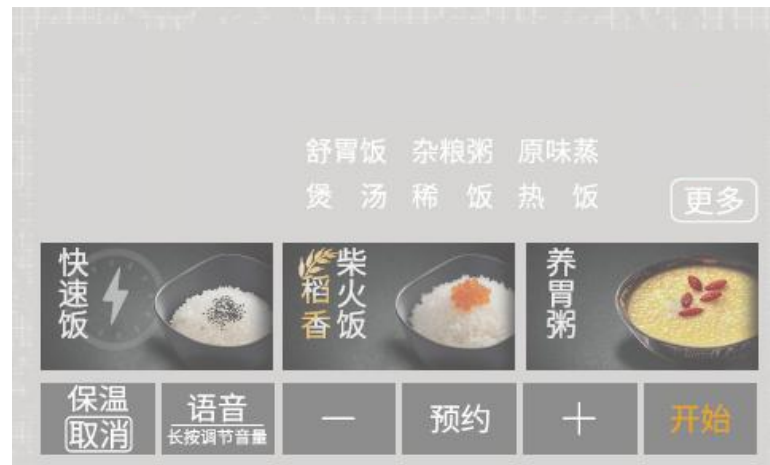 舒胃饭 杂粮粥 原味蒸
煲汤 稀饭 热饭
更多
快速饭
稻香
柴火饭
养胃粥
保温
取消
语音
长按调节音量
—
预约
+
开始